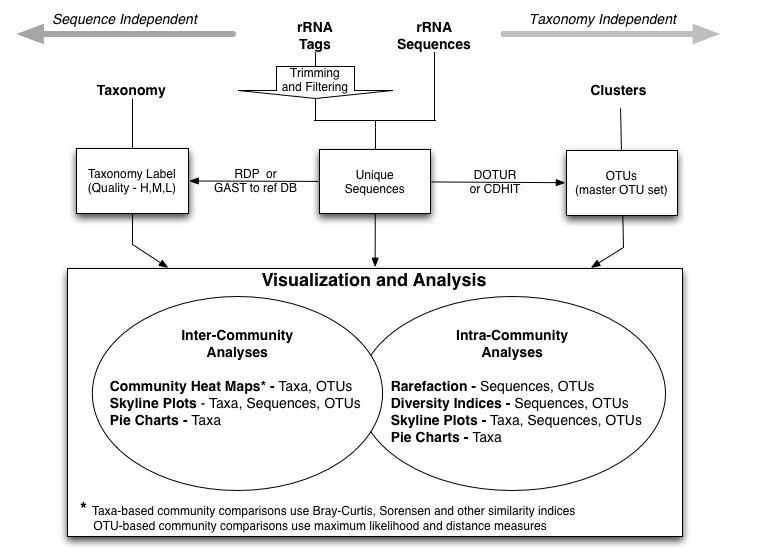 Sequence Independent
Taxonomy Independent
rRNA
Tags
rRNA
Sequences
Trimming
and Filtering
Taxonomy
Clusters
Taxonomy Label
(Quality - H,M,L)
RDP or
GAST to ref DB
Unique
Sequences
DOTUR
or CDHIT
OTUs
(master OTU set)
Visualization and Analysis
Inter-Community
Analyses
Community Heat Maps* - Taxa, OTUs
Skyline Plots - Taxa, Sequences, OTUs
Pie Charts - Taxa
Intra-Community
Analyses
Rarefaction - Sequences, OTUs
Diversity Indices - Sequences, OTUs
Skyline Plots - Taxa, Sequences, OTUs
Pie Charts - Taxa
* Taxa-based community comparisons use Bray-Curtis, Sorensen and other similarity indices
OTU-based community comparisons use maximum likelihood and distance measures